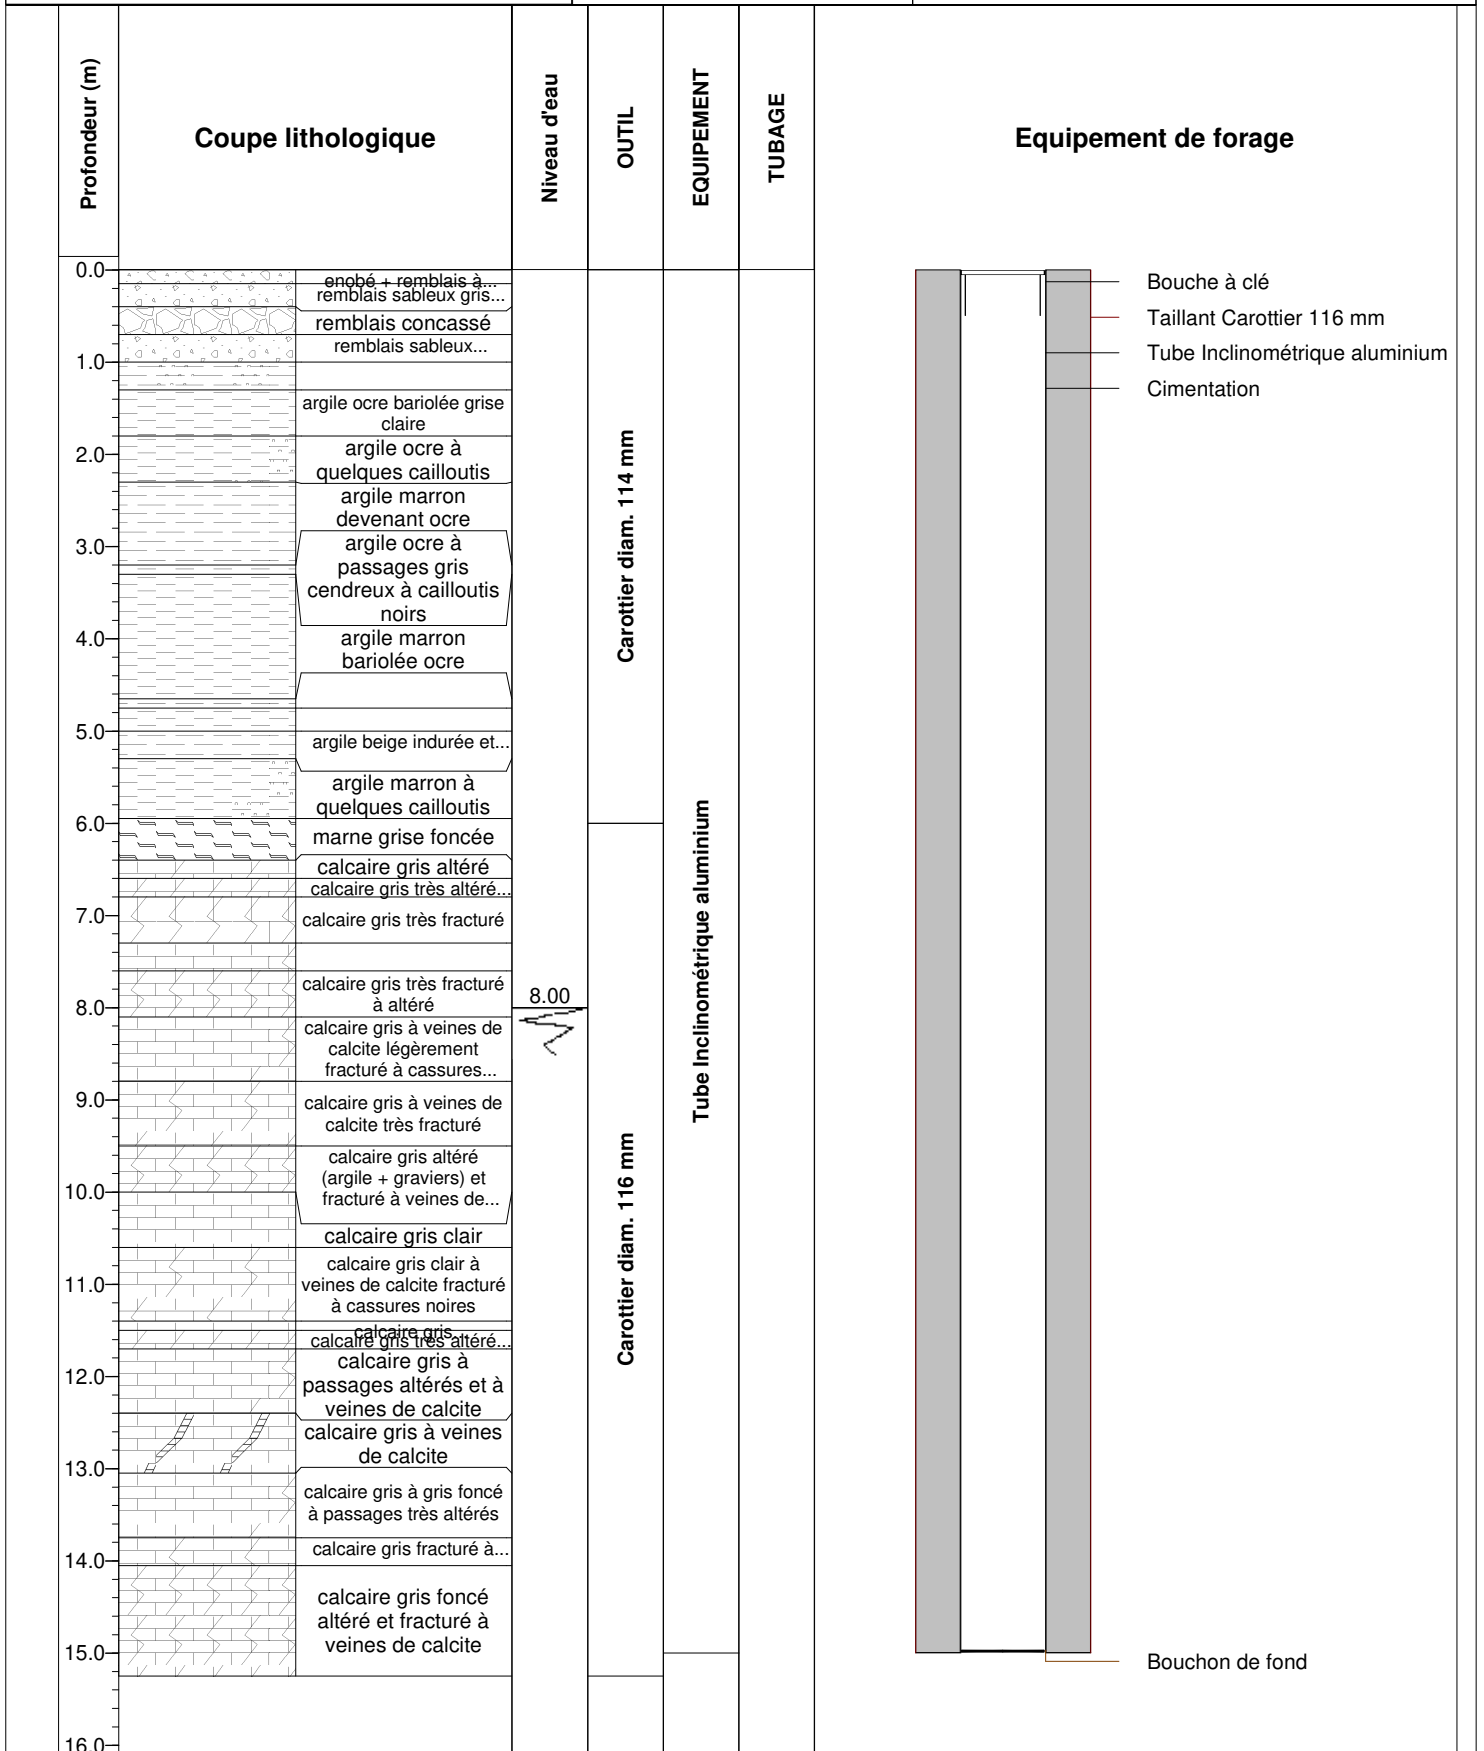 Profondeur (m)
Coupe lithologique
Niveau d'eau
OUTIL
EQUIPEMENT
TUBAGE
Equipement de forage
0.0
1.0
2.0
3.0
4.0
5.0
6.0
7.0
8.0
9.0
10.0
11.0
12.0
13.0
14.0
15.0
16.0
enobé + remblais à...
remblais sableux gris...
remblais concassé
remblais sableux...
argile ocre bariolée grise
claire
argile ocre à
quelques cailloutis
argile marron
devenant ocre
argile ocre à
passages gris
cendreux à cailloutis
noirs
argile marron
bariolée ocre
argile beige indurée et...
argile marron à
quelques cailloutis
marne grise foncée
calcaire gris altéré
calcaire gris très altéré...
calcaire gris très fracturé
calcaire gris très fracturé
à altéré
calcaire gris à veines de
calcite légèrement
fracturé à cassures...
calcaire gris à veines de
calcite très fracturé
calcaire gris altéré
(argile + graviers) et
fracturé à veines de...
calcaire gris clair
calcaire gris clair à
veines de calcite fracturé
à cassures noires
calcaire gris...
calcaire gris très altéré...
calcaire gris à
passages altérés et à
veines de calcite
calcaire gris à veines
de calcite
calcaire gris à gris foncé
à passages très altérés
calcaire gris fracturé à...
calcaire gris foncé
altéré et fracturé à
veines de calcite
8.00
Carottier diam. 114 mm
Carottier diam. 116 mm
Tube Inclinométrique aluminium
Bouche à clé
Taillant Carottier 116 mm
Tube Inclinométrique aluminium
Cimentation
Bouchon de fond